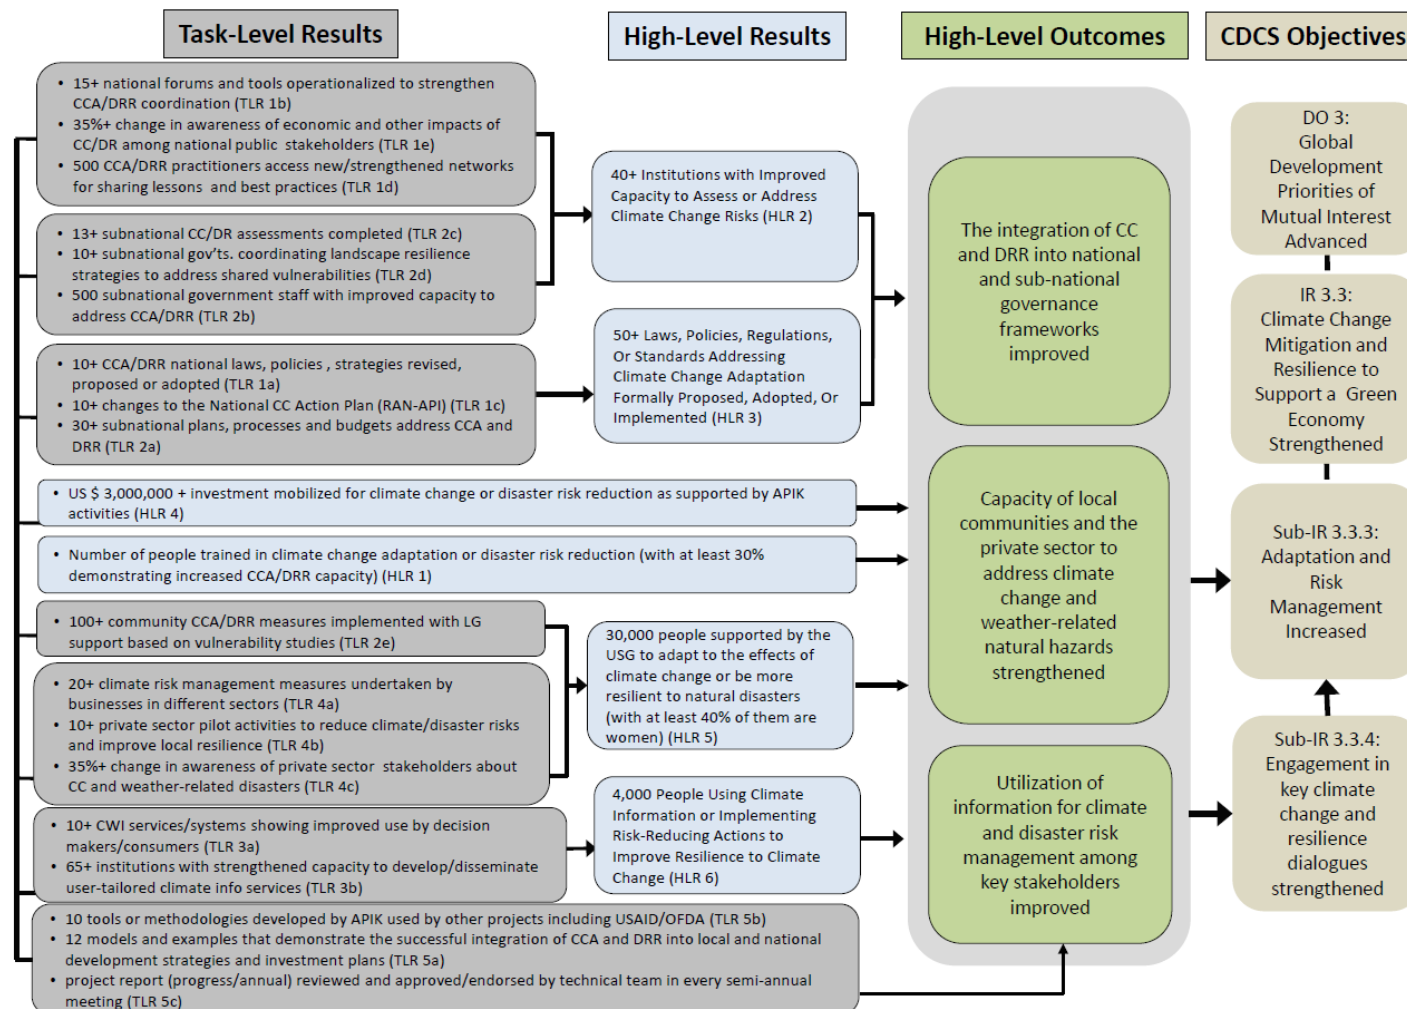 Task-Level Results
High-Level Results
High-Level Outcomes
CDCS Objectives
• 15+ national forums and tools operationalized to strengthen
CCA/DRR coordination (TLR 1b)
• 35%+ change in awareness of economic and other impacts of
CC/DR among national public stakeholders (TLR 1e)
• 500 CCA/DRR practitioners access new/strengthened networks
for sharing lessons and best practices (TLR 1d)
• 13+ subnational CC/DR assessments completed (TLR 2c)
• 10+ subnational gov'ts. coordinating landscape resilience
strategies to address shared vulnerabilities (TLR 2d)
• 500 subnational government staff with improved capacity to
address CCA/DRR (TLR 2b)
• 10+ CCA/DRR national laws, policies , strategies revised,
proposed or adopted (TLR 1a)
• 10+ changes to the National CC Action Plan (RAN-API) (TLR 1c)
• 30+ subnational plans, processes and budgets address CCA and
DRR (TLR 2a)
• US $ 3,000,000 + investment mobilized for climate change or disaster risk reduction as supported by APIK
activities (HLR 4)
• Number of people trained in climate change adaptation or disaster risk reduction (with at least 30%
demonstrating increased CCA/DRR capacity) (HLR 1)
• 100+ community CCA/DRR measures implemented with LG
support based on vulnerability studies (TLR 2e)
• 20+ climate risk management measures undertaken by
businesses in different sectors (TLR 4a)
• 10+ private sector pilot activities to reduce climate/disaster risks
and improve local resilience (TLR 4b)
• 35%+ change in awareness of private sector stakeholders about
CC and weather-related disasters (TLR 4c)
• 10+ CWI services/systems showing improved use by decision
makers/consumers (TLR 3a)
• 65+ institutions with strengthened capacity to develop/disseminate
user-tailored climate info services (TLR 3b)
• 10 tools or methodologies developed by APIK used by other projects including USAID/OFDA (TLR 5b)
• 12 models and examples that demonstrate the successful integration of CCA and DRR into local and national
development strategies and investment plans (TLR 5a)
• project report (progress/annual) reviewed and approved/endorsed by technical team in every semi-annual
meeting (TLR 5c)
40+ Institutions with Improved
Capacity to Assess or Address
Climate Change Risks (HLR 2)
50+ Laws, Policies, Regulations,
Or Standards Addressing
Climate Change Adaptation
Formally Proposed, Adopted, Or
Implemented (HLR 3)
30,000 people supported by the
USG to adapt to the effects of
climate change or be more
resilient to natural disasters
(with at least 40% of them are
women) (HLR 5)
4,000 People Using Climate
Information or Implementing
Risk-Reducing Actions to
Improve Resilience to Climate
Change (HLR 6)
The integration of CC
and DRR into national
and sub-national
governance
frameworks
improved
Capacity of local
communities and the
private sector to
address climate
change and
weather-related
natural hazards
strengthened
Utilization of
information for climate
and disaster risk
management among
key stakeholders
improved
DO 3:
Global
Development
Priorities of
Mutual Interest
Advanced
IR 3.3:
Climate Change
Mitigation and
Resilience to
Support a Green
Economy
Strengthened
Sub-IR 3.3.3:
Adaptation and
Risk
Management
Increased
Sub-IR 3.3.4:
Engagement in
key climate
change and
resilience
dialogues
strengthened